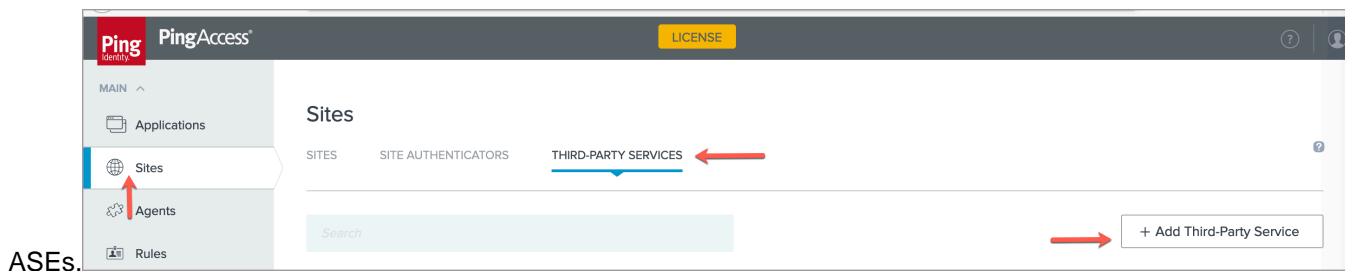 Ping
Identity.
PingAccess®
LICENSE
?
MAIN
Applications
Sites
Agents
Rules
Sites
SITES SITE AUTHENTICATORS THIRD-PARTY SERVICES
?
Search
+ Add Third-Party Service
ASEs.